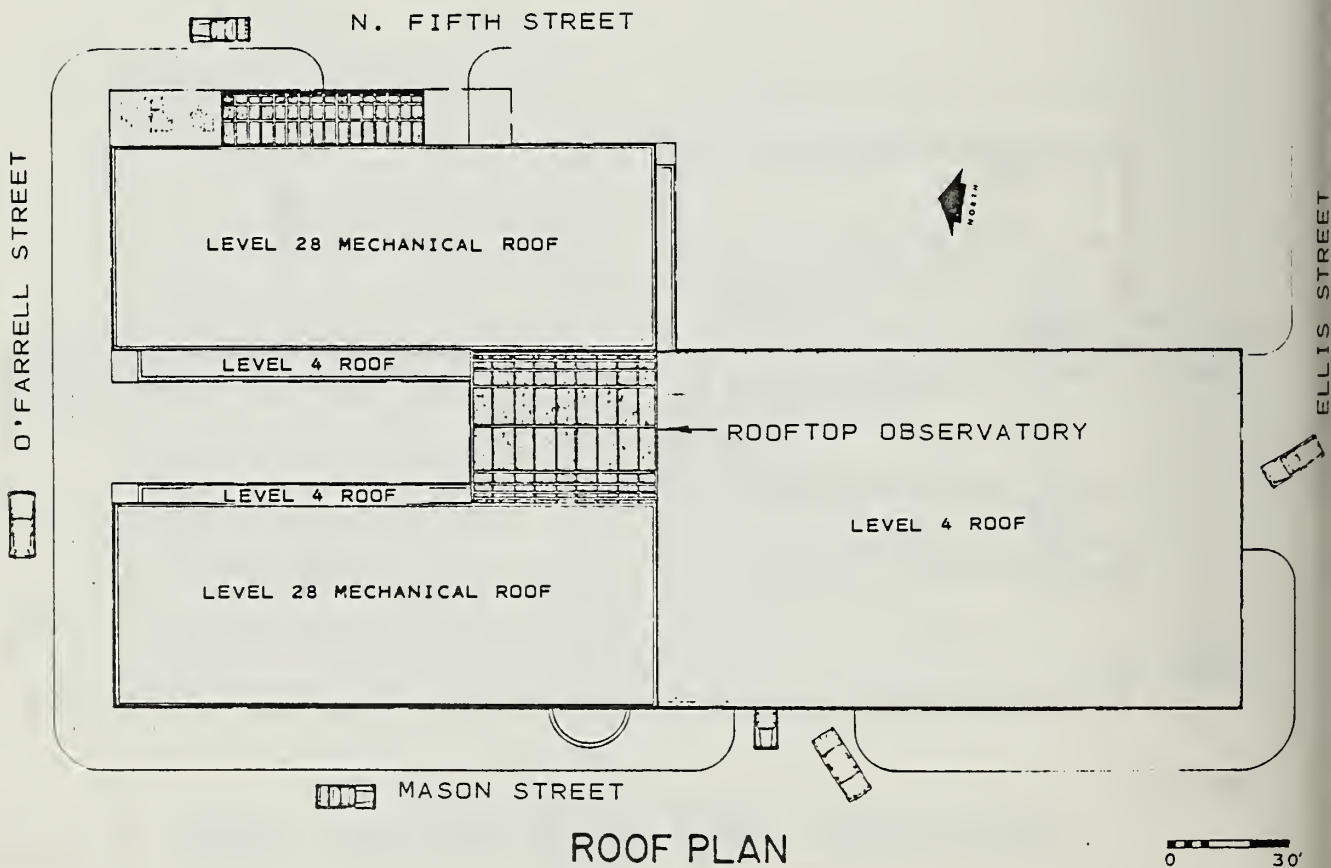 N. FIFTH STREET
O'FARRELL STREET
ELLIS STREET
NORTH
LEVEL 28 MECHANICAL ROOF
LEVEL 4 ROOF
ROOFTOP OBSERVATORY
LEVEL 4 ROOF
LEVEL 4 ROOF
LEVEL 28 MECHANICAL ROOF
MASON STREET
ROOF PLAN
0 30'